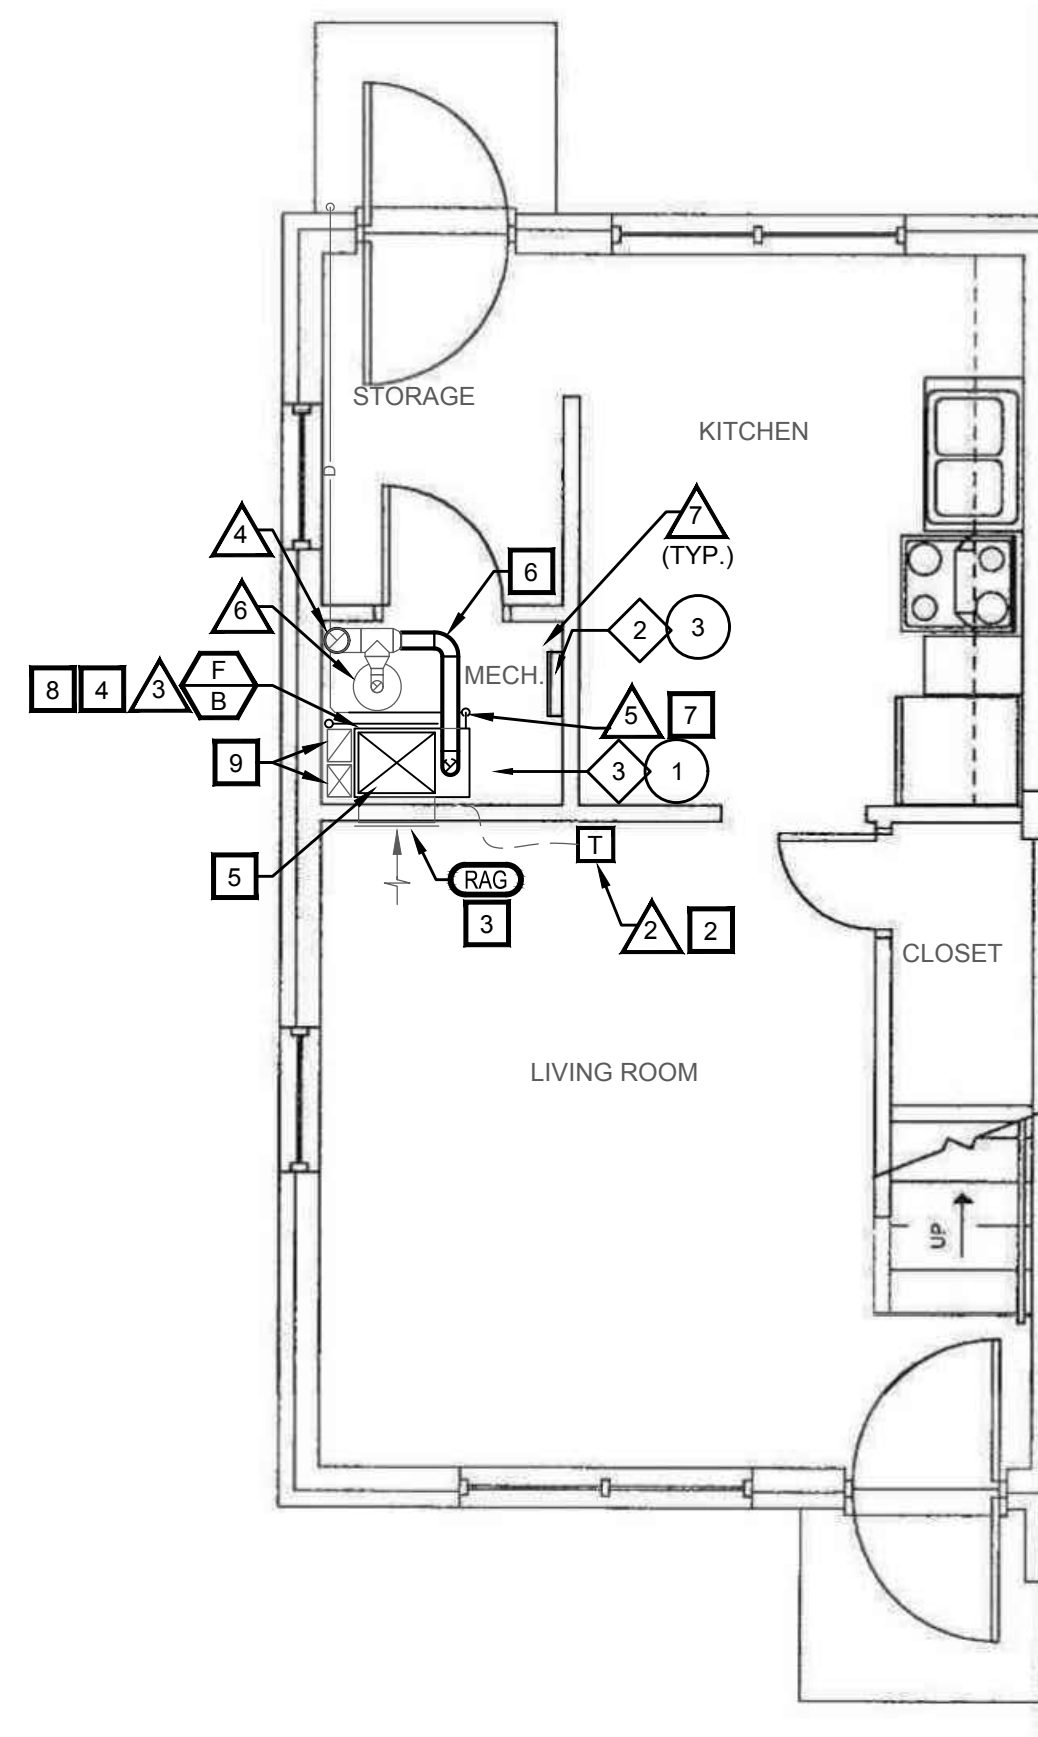 STORAGE
KITCHEN
D
4
7
(TYP.)
6
6
2 3
MECH.
8 4 3 F
B
5 7
9
3 1
T
5
RAG
3
2 2
CLOSET
LIVING ROOM
UP